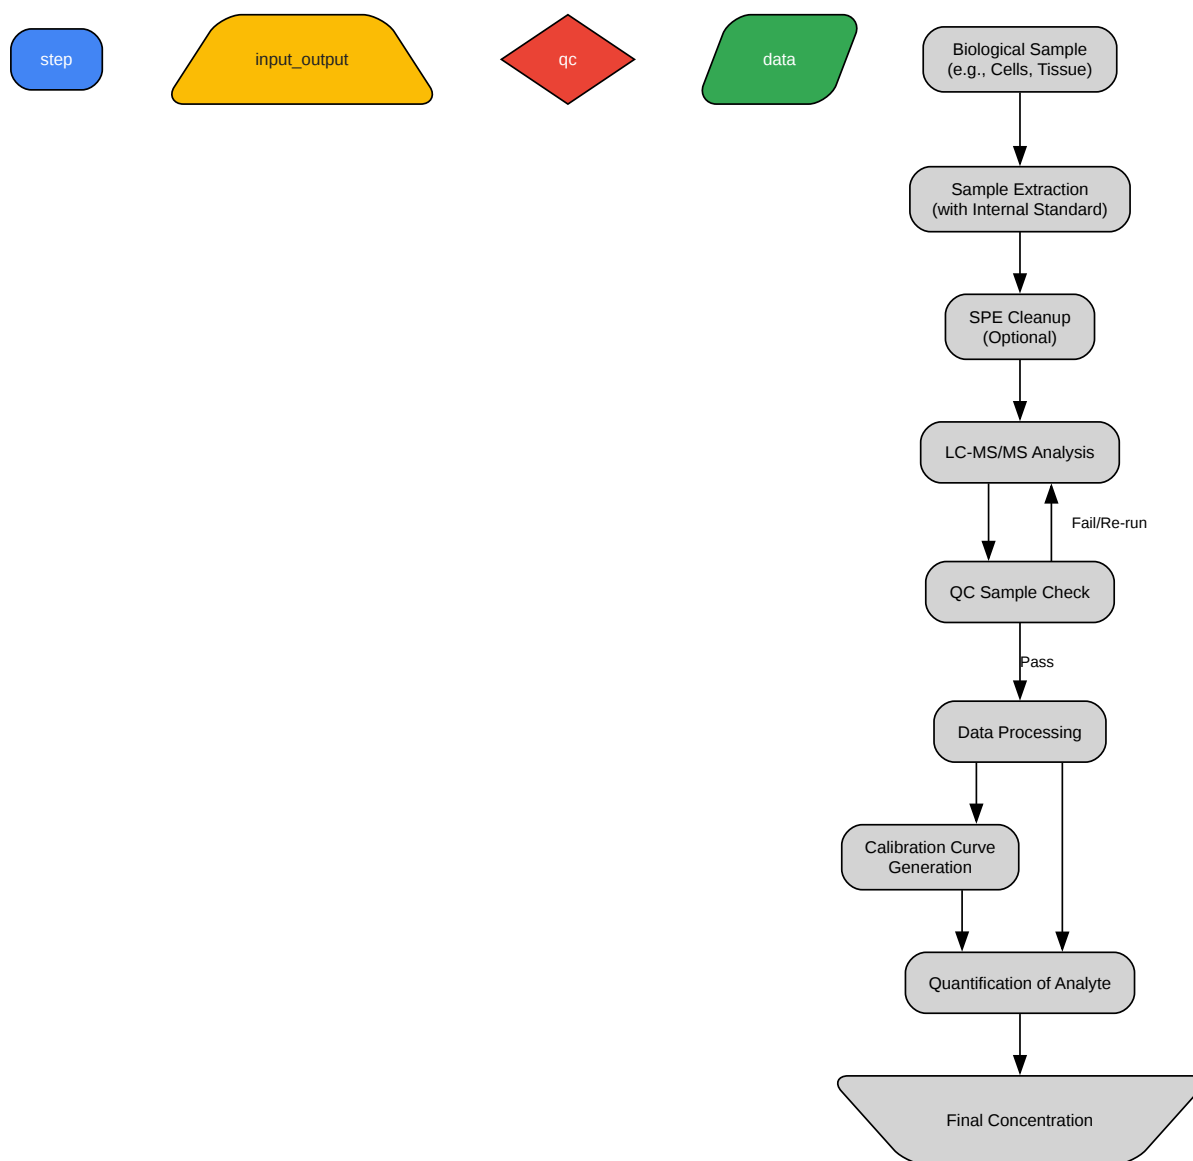 step
input_output
qc
data
Biological Sample
(e.g., Cells, Tissue)
Sample Extraction
(with Internal Standard)
SPE Cleanup
(Optional)
LC-MS/MS Analysis
Fail/Re-run
QC Sample Check
Pass
Data Processing
Calibration Curve
Generation
Quantification of Analyte
Final Concentration